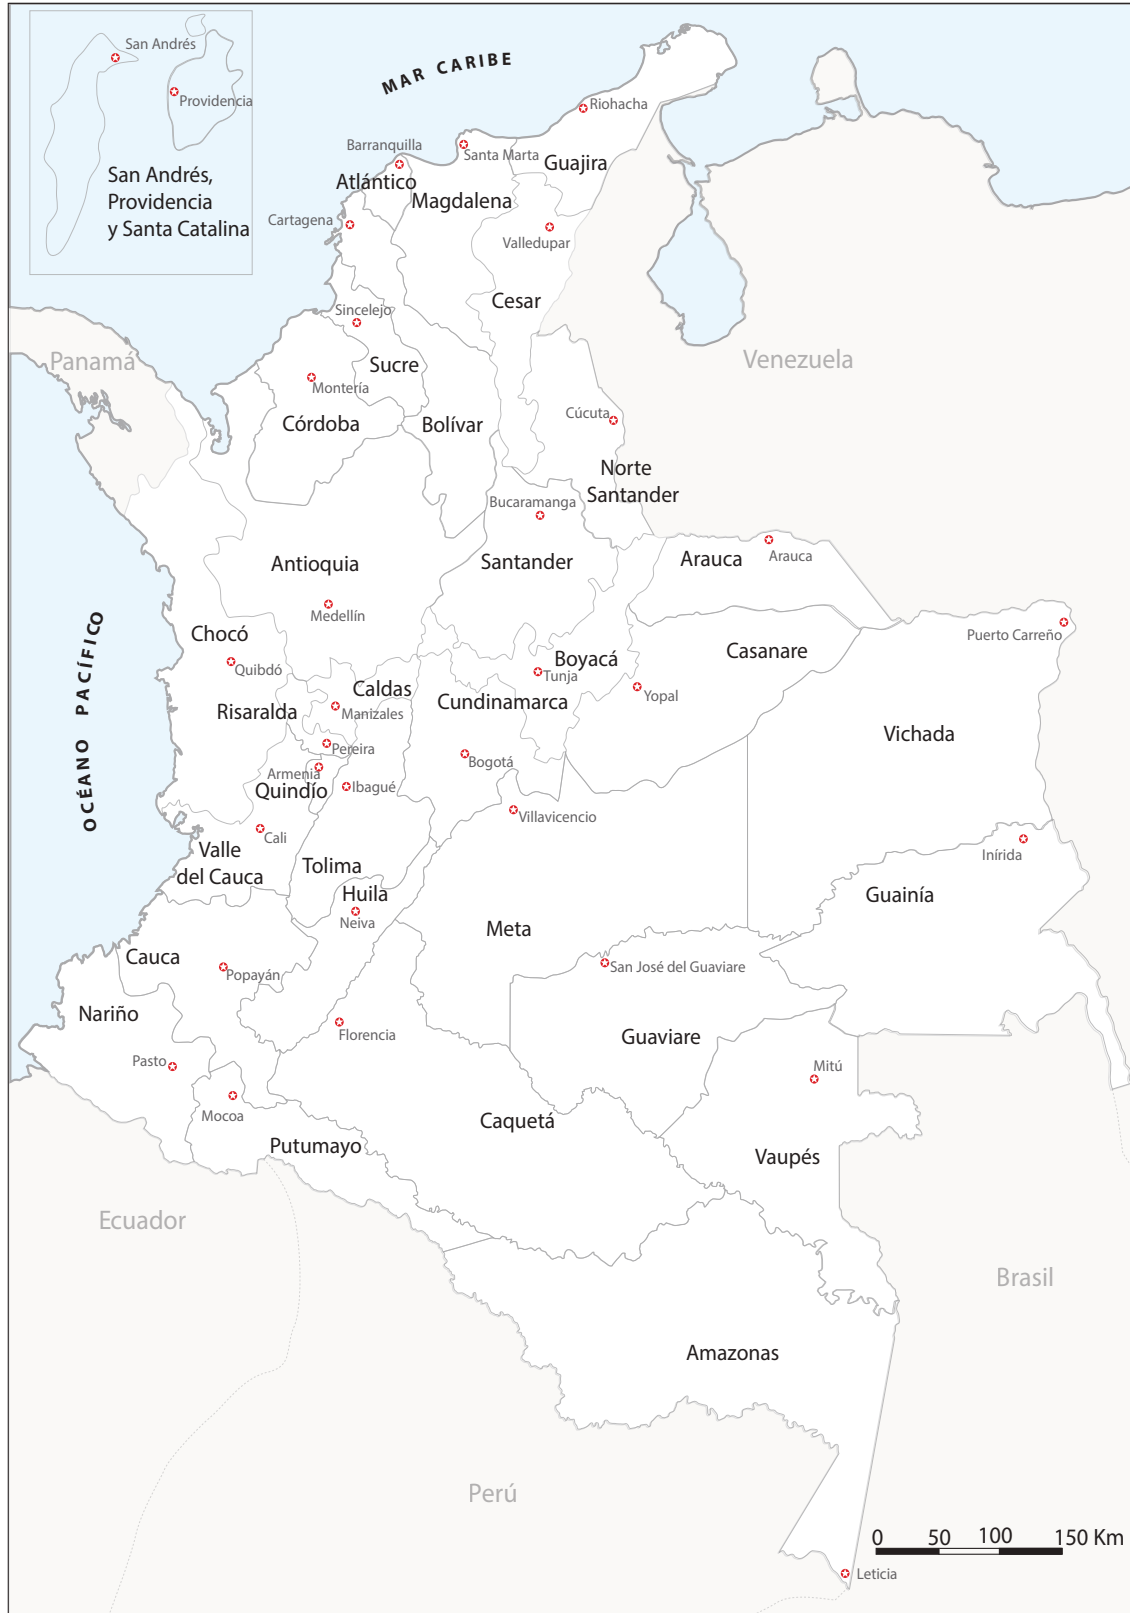 San Andrés
Providencia
San Andrés,
Providencia
y Santa Catalina
MAR CARIBE
Riohacha
Barranquilla
Santa Marta
Guajira
Atlántico
Magdalena
Cartagena
Valledupar
Cesar
Sincelejo
Panamá
Sucre
Venezuela
Montería
Córdoba
Bolívar
Cúcuta
Norte
Santander
Bucaramanga
Antioquia
Santander
Arauca
Arauca
Medellín
OCÉANO PACÍFICO
Chocó
Puerto Carreño
Quibdó
Boyacá
Tunja
Casanare
Caldas
Cundinamarca
Yopal
Risaralda
Manizales
Vichada
Pereira
Bogotá
Armenia
Quindío
Ibagué
Villavicencio
Cali
Valle
del Cauca
Tolima
Inírida
Huila
Guainía
Neiva
Meta
Cauca
Popayán
San José del Guaviare
Nariño
Florencia
Guaviare
Pasto
Mitú
Mocoa
Caquetá
Putumayo
Vaupés
Ecuador
Brasil
Amazonas
Perú
0 50 100 150 Km
Leticia